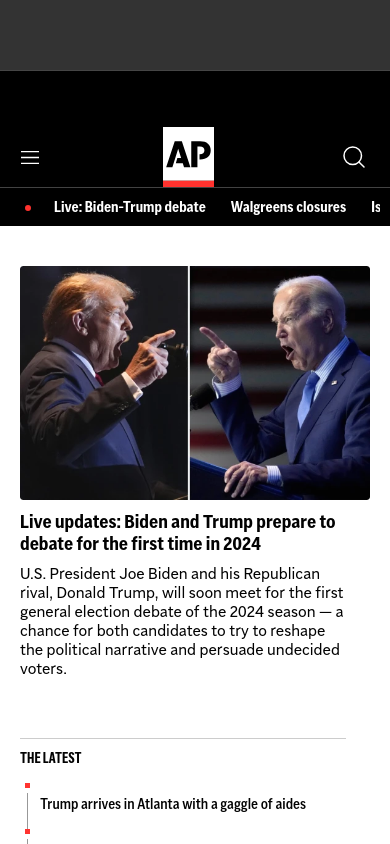 AP
Live: Biden-Trump debate Walgreens closures Is
Live updates: Biden and Trump prepare to
debate for the first time in 2024
U.S. President Joe Biden and his Republican
rival, Donald Trump, will soon meet for the first
general election debate of the 2024 season — a
chance for both candidates to try to reshape
the political narrative and persuade undecided
voters.
THE LATEST
Trump arrives in Atlanta with a gaggle of aides